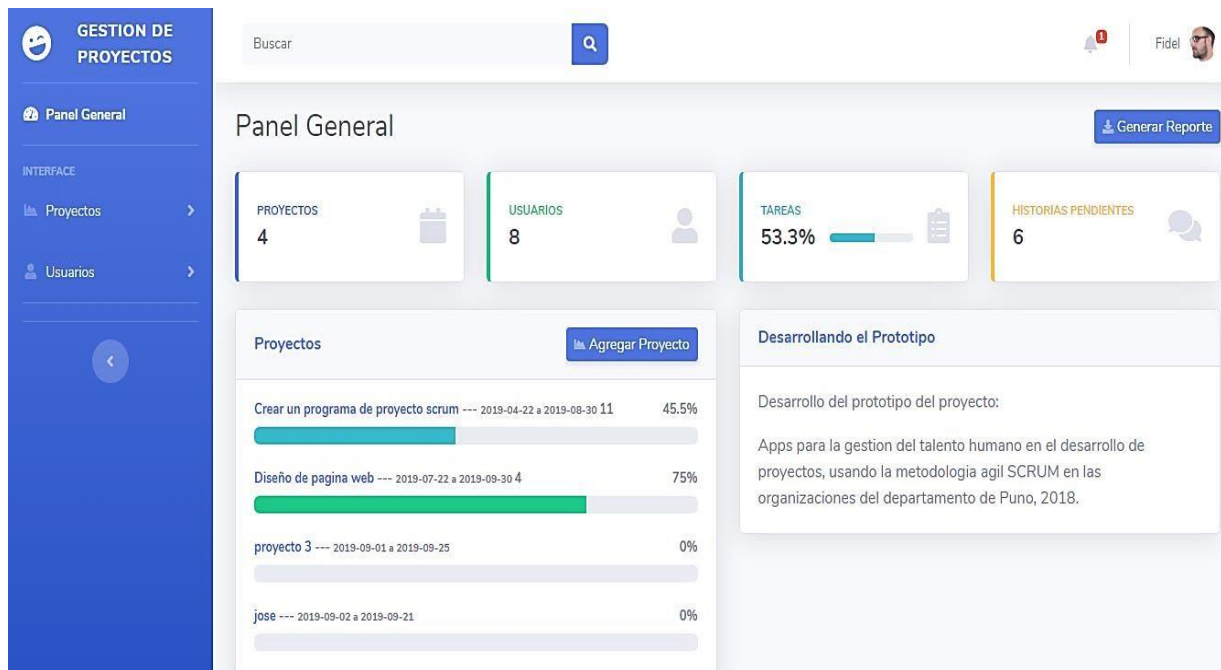 GESTION DE
PROYECTOS
Panel General
INTERFACE
Proyectos
Usuarios
Buscar
1
Fidel
Panel General
Generar Reporte
PROYECTOS
4
USUARIOS
8
TAREAS
53.3%
HISTORIAS PENDIENTES
6
Proyectos
Agregar Proyecto
Crear un programa de proyecto scrum --- 2019-04-22 a 2019-08-30 11 45.5%
Diseño de pagina web --- 2019-07-22 a 2019-09-30 4 75%
proyecto 3 --- 2019-09-01 a 2019-09-25 0%
jose --- 2019-09-02 a 2019-09-21 0%
Desarrollando el Prototipo
Desarrollo del prototipo del proyecto:
Apps para la gestion del talento humano en el desarrollo de
proyectos, usando la metodologia agil SCRUM en las
organizaciones del departamento de Puno, 2018.